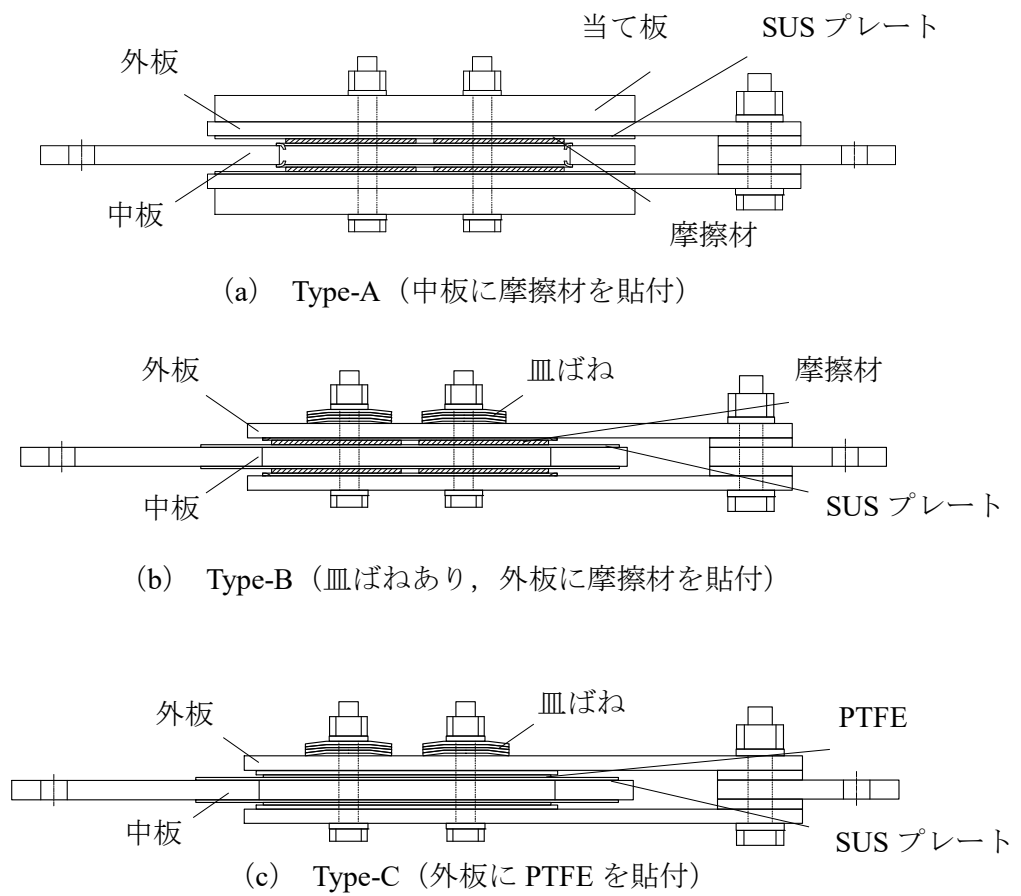 当て板
SUS プレート
外板
中板
摩擦材
(a) Type-A（中板に摩擦材を貼付）
外板
皿ばね
摩擦材
中板
SUS プレート
(b) Type-B（皿ばねあり，外板に摩擦材を貼付）
外板
皿ばね
PTFE
中板
SUS プレート
(c) Type-C（外板に PTFE を貼付）